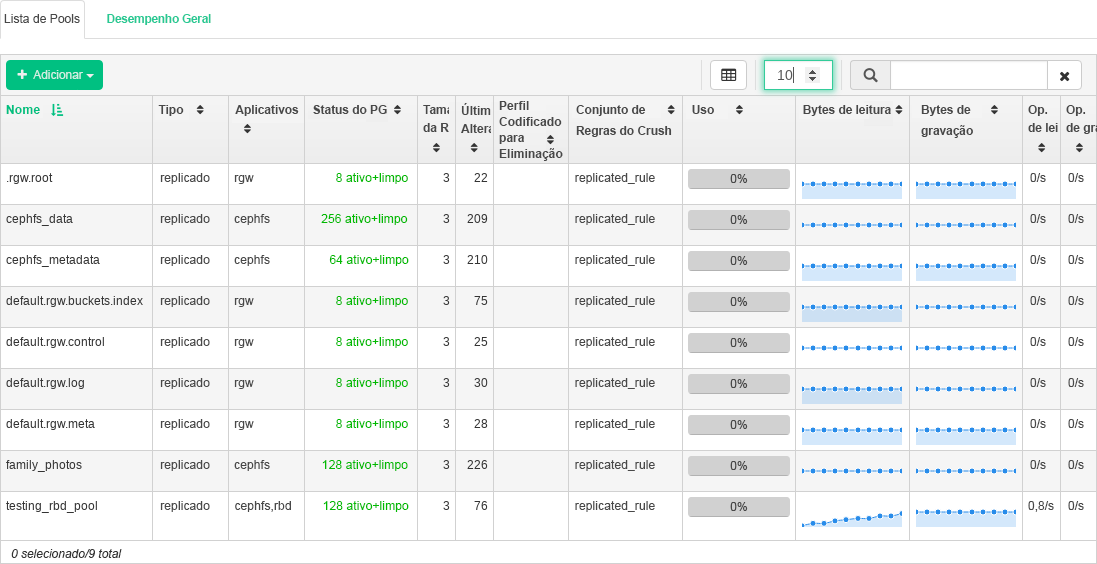 Lista de Pools Desempenho Geral
Adicionar 10
Nome Tipo Aplicativos Status do PG Tama da R Últim Altera Perfil Codificado para Eliminação Conjunto de Regras do Crush Uso Bytes de leitura Bytes de gravação Op. de lei Op. de gra
.rgw.root replicado rgw 8 ativo+limpo 3 22 replicated_rule 0% 0/s 0/s
cephfs_data replicado cephfs 256 ativo+limpo 3 209 replicated_rule 0% 0/s 0/s
cephfs_metadata replicado cephfs 64 ativo+limpo 3 210 replicated_rule 0% 0/s 0/s
default.rgw.buckets.index replicado rgw 8 ativo+limpo 3 75 replicated_rule 0% 0/s 0/s
default.rgw.control replicado rgw 8 ativo+limpo 3 25 replicated_rule 0% 0/s 0/s
default.rgw.log replicado rgw 8 ativo+limpo 3 30 replicated_rule 0% 0/s 0/s
default.rgw.meta replicado rgw 8 ativo+limpo 3 28 replicated_rule 0% 0/s 0/s
family_photos replicado cephfs 128 ativo+limpo 3 226 replicated_rule 0% 0/s 0/s
testing_rbd_pool replicado cephfs,rbd 128 ativo+limpo 3 76 replicated_rule 0% 0,8/s 0/s
0 selecionado/9 total